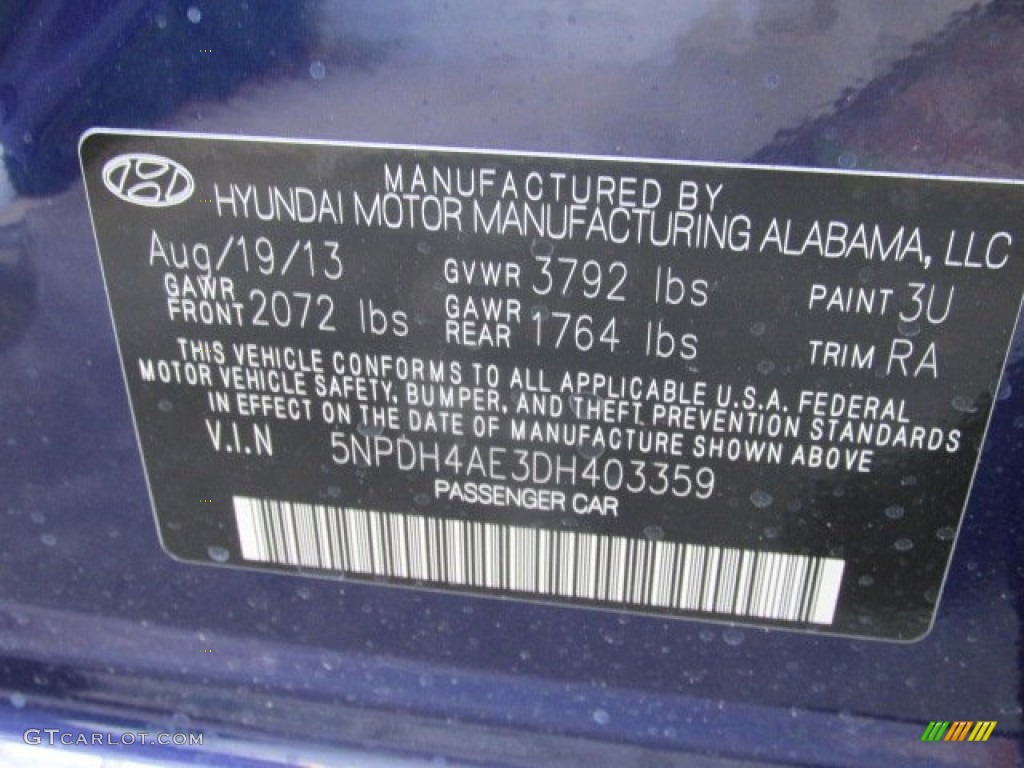 MANUFACTURED BY
HYUNDAI MOTOR MANUFACTURING ALABAMA, LLC
Aug/19/13 GVWR 3792 lbs PAINT 3U
GAWR FRONT 2072 lbs GAWR REAR 1764 lbs TRIM RA
THIS VEHICLE CONFORMS TO ALL APPLICABLE U.S.A. FEDERAL
MOTOR VEHICLE SAFETY, BUMPER, AND THEFT PREVENTION STANDARDS
IN EFFECT ON THE DATE OF MANUFACTURE SHOWN ABOVE
V.I.N 5NPDH4AE3DH403359
PASSENGER CAR
GTCARLOT.COM